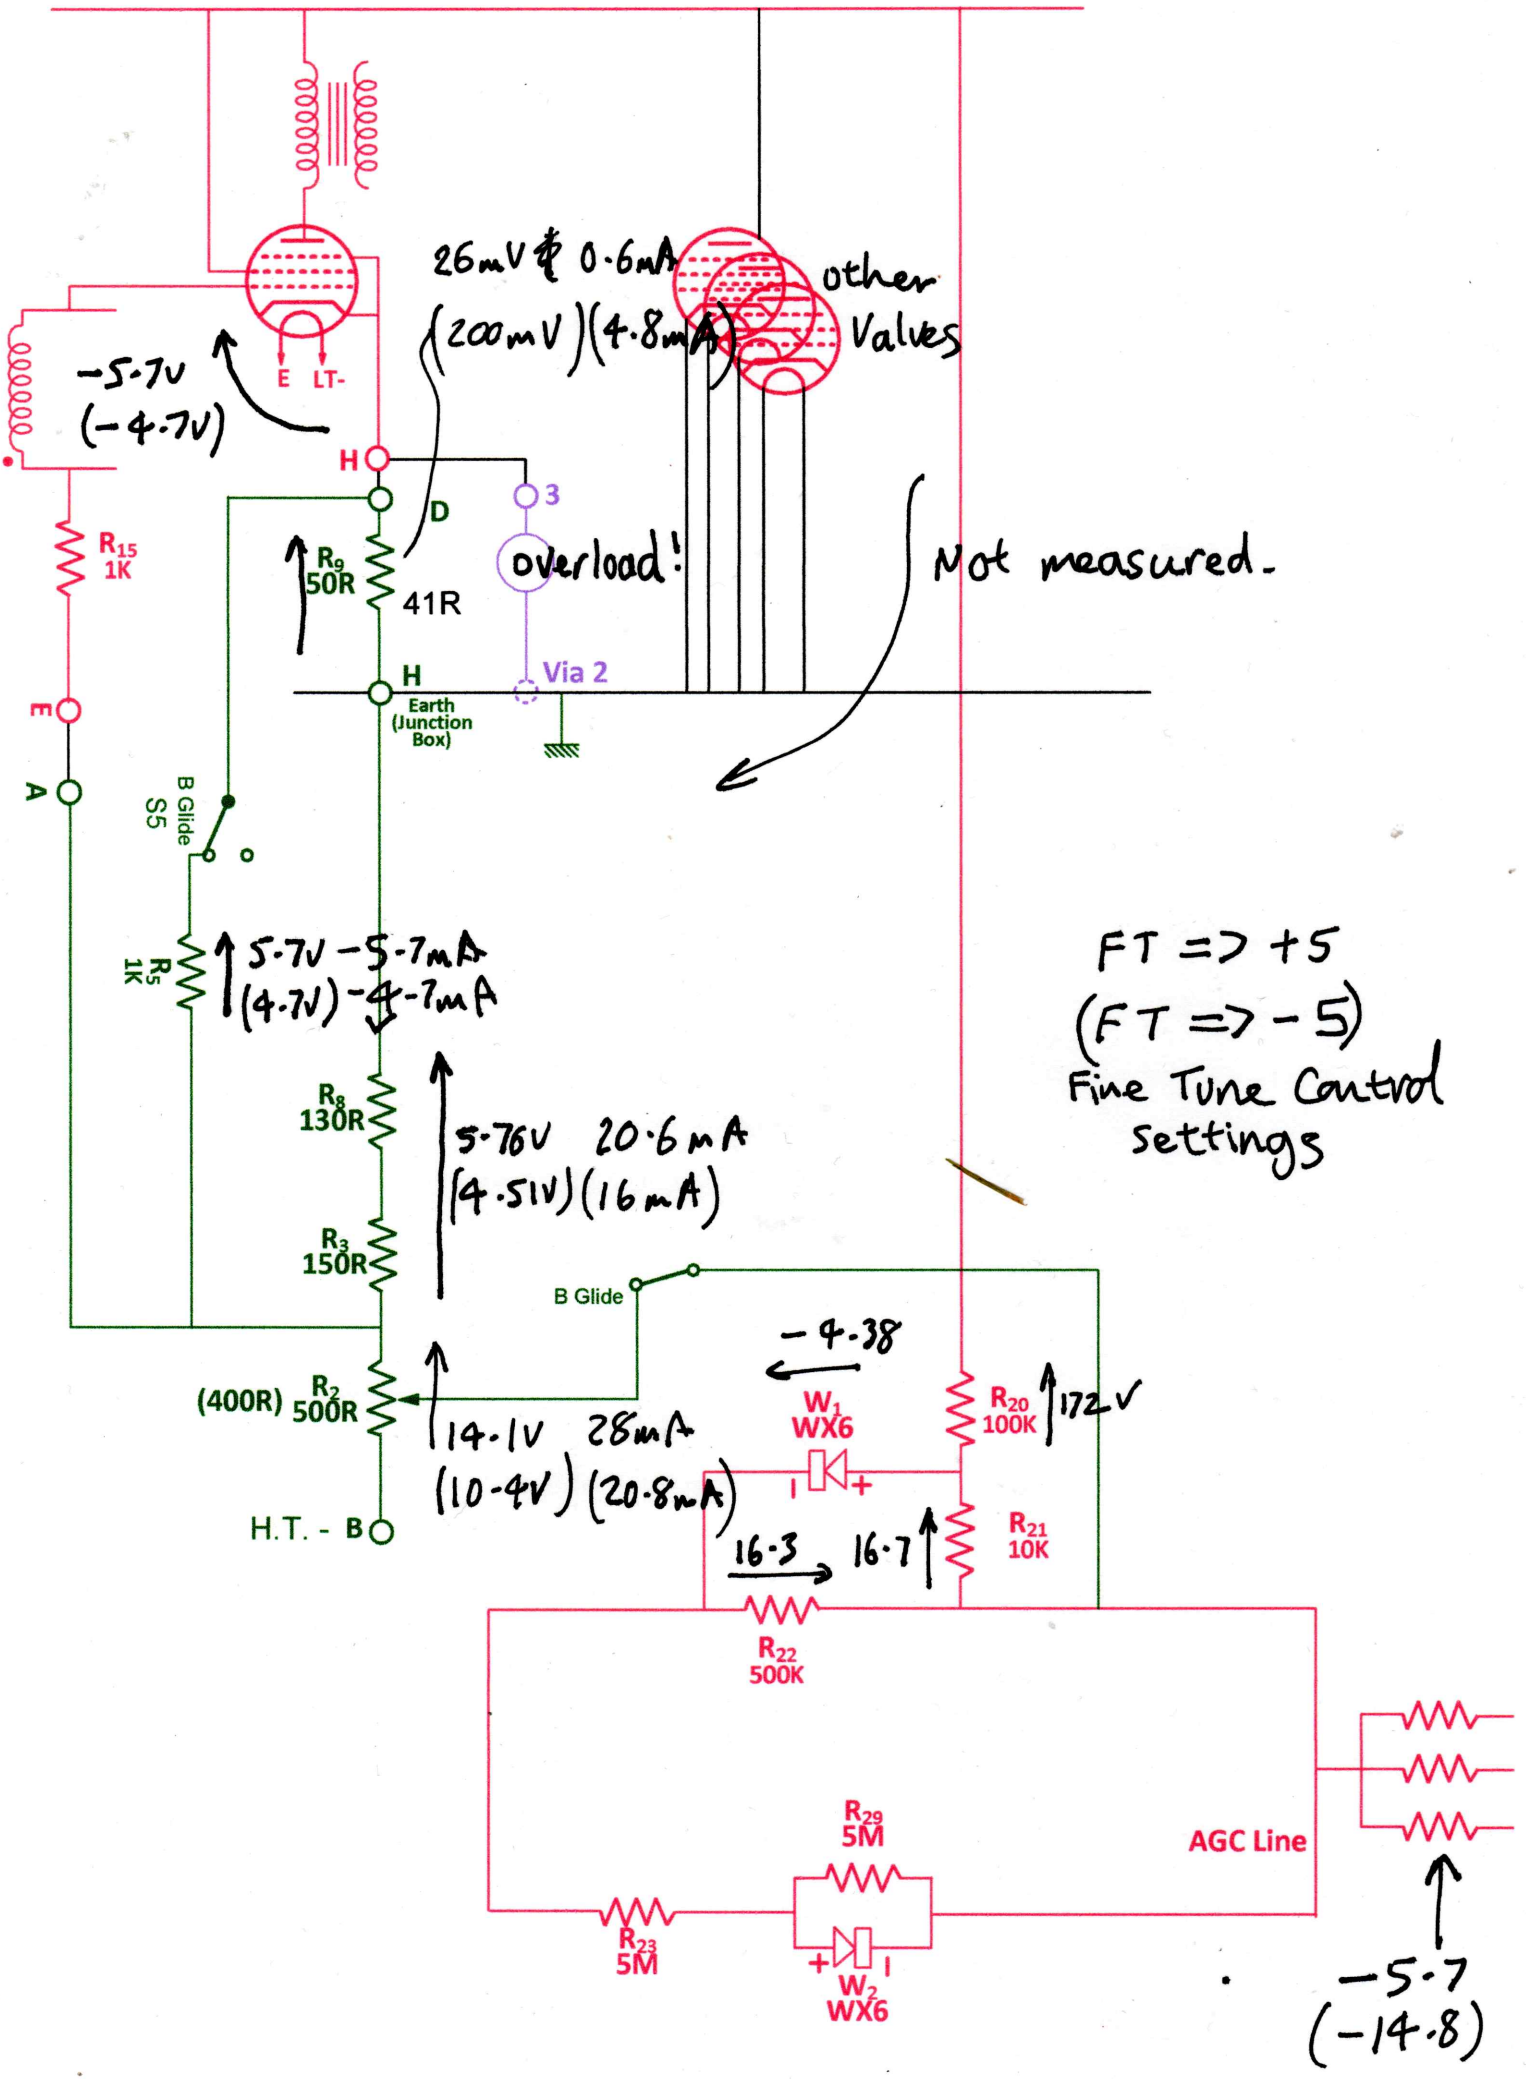 26mV & 0.6mA
(200mV)(4.8mA)
other
Valves
E LT-
-5.7V
(-4.7V)
H
3
D
R15
1K
R9
50R
41R
overload!
Not measured.
Via 2
H
Earth
(Junction
Box)
E
A
B Glide
S5
R5
1K
5.7V - 5.7mA
(4.7V) - 4.7mA
FT => +5
(FT => -5)
Fine Tune Control
settings
R8
130R
5.76V 20.6mA
(4.51V)(16mA)
R3
150R
B Glide
-4.38
(400R) R2
500R
W1
WX6
- +
R20
100K
172V
14.1V 28mA
(10.4V)(20.8mA)
H.T. - B
16.3
16.7
R21
10K
R22
500K
R29
5M
AGC Line
R23
5M
+ -
W2
WX6
-5.7
(-14.8)